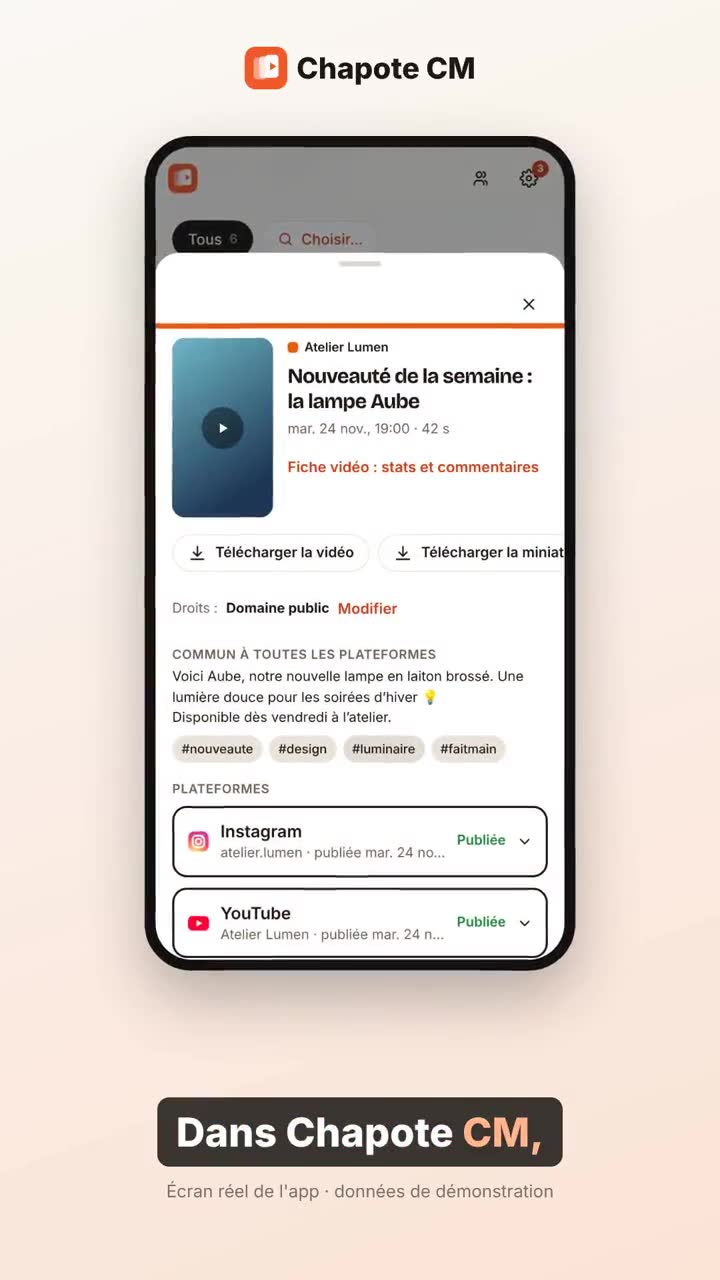 Chapote CM
3
Tous 6
Choisir...
Atelier Lumen
Nouveauté de la semaine :
la lampe Aube
mar. 24 nov., 19:00 · 42 s
Fiche vidéo : stats et commentaires
Télécharger la vidéo
Télécharger la miniat
Droits : Domaine public Modifier
COMMUN À TOUTES LES PLATEFORMES
Voici Aube, notre nouvelle lampe en laiton brossé. Une
lumière douce pour les soirées d’hiver 💡
Disponible dès vendredi à l’atelier.
#nouveaute #design #luminaire #faitmain
PLATEFORMES
Instagram
atelier.lumen · publiée mar. 24 no...
Publiée
YouTube
Atelier Lumen · publiée mar. 24 n...
Publiée
Dans Chapote CM,
Écran réel de l'app · données de démonstration